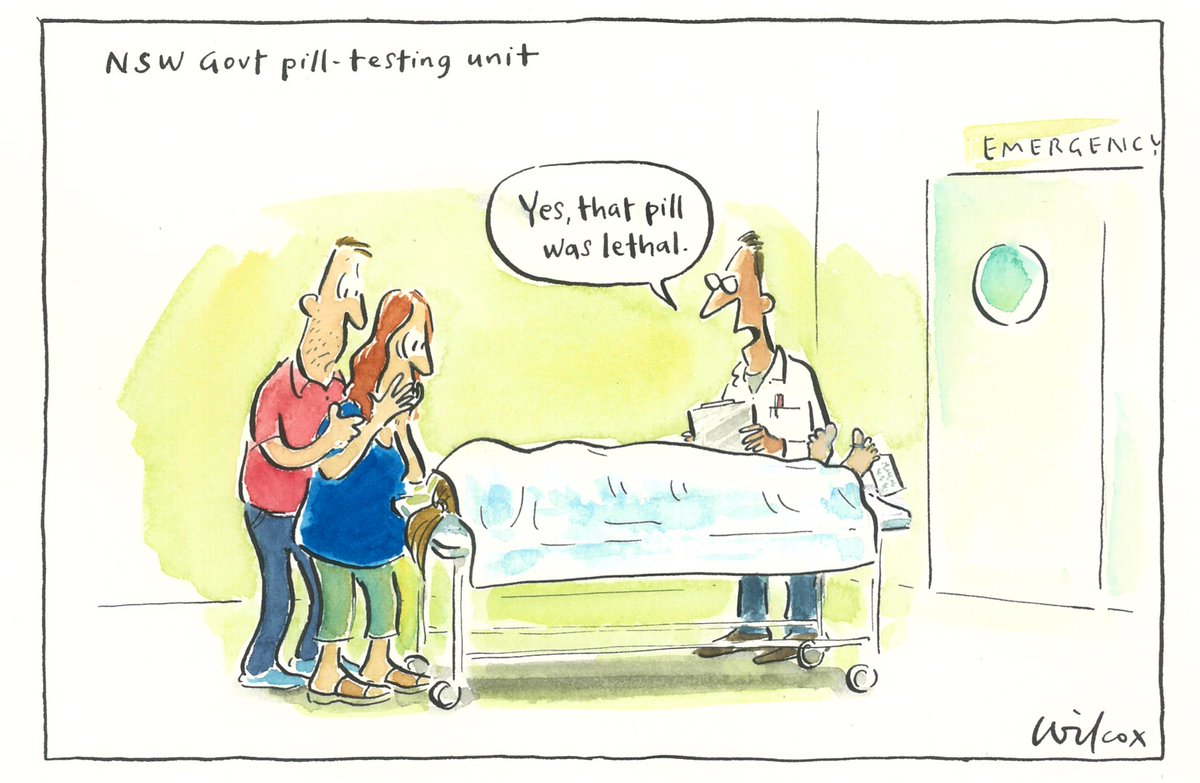 NSW Govt pill-testing unit
EMERGENCY
Yes, that pill
was lethal.
Wilcox